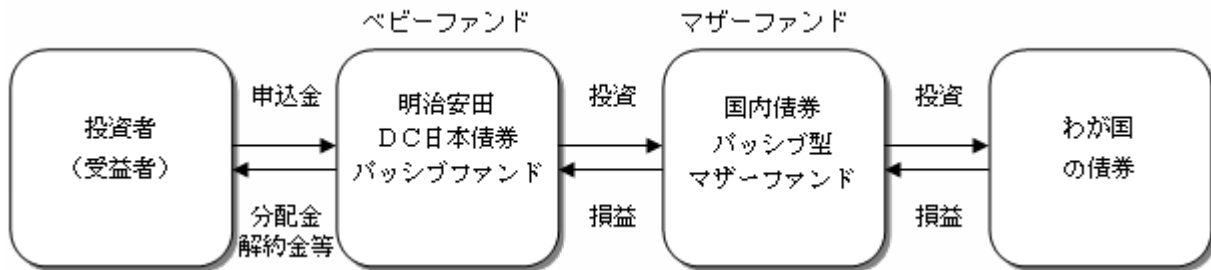 ベビーファンド
マザーファンド
投資者
（受益者）
申込金
分配金
解約金等
明治安田
ＤＣ日本債券
パッシブファンド
投資
損益
国内債券
パッシブ型
マザーファンド
投資
損益
わが国
の債券